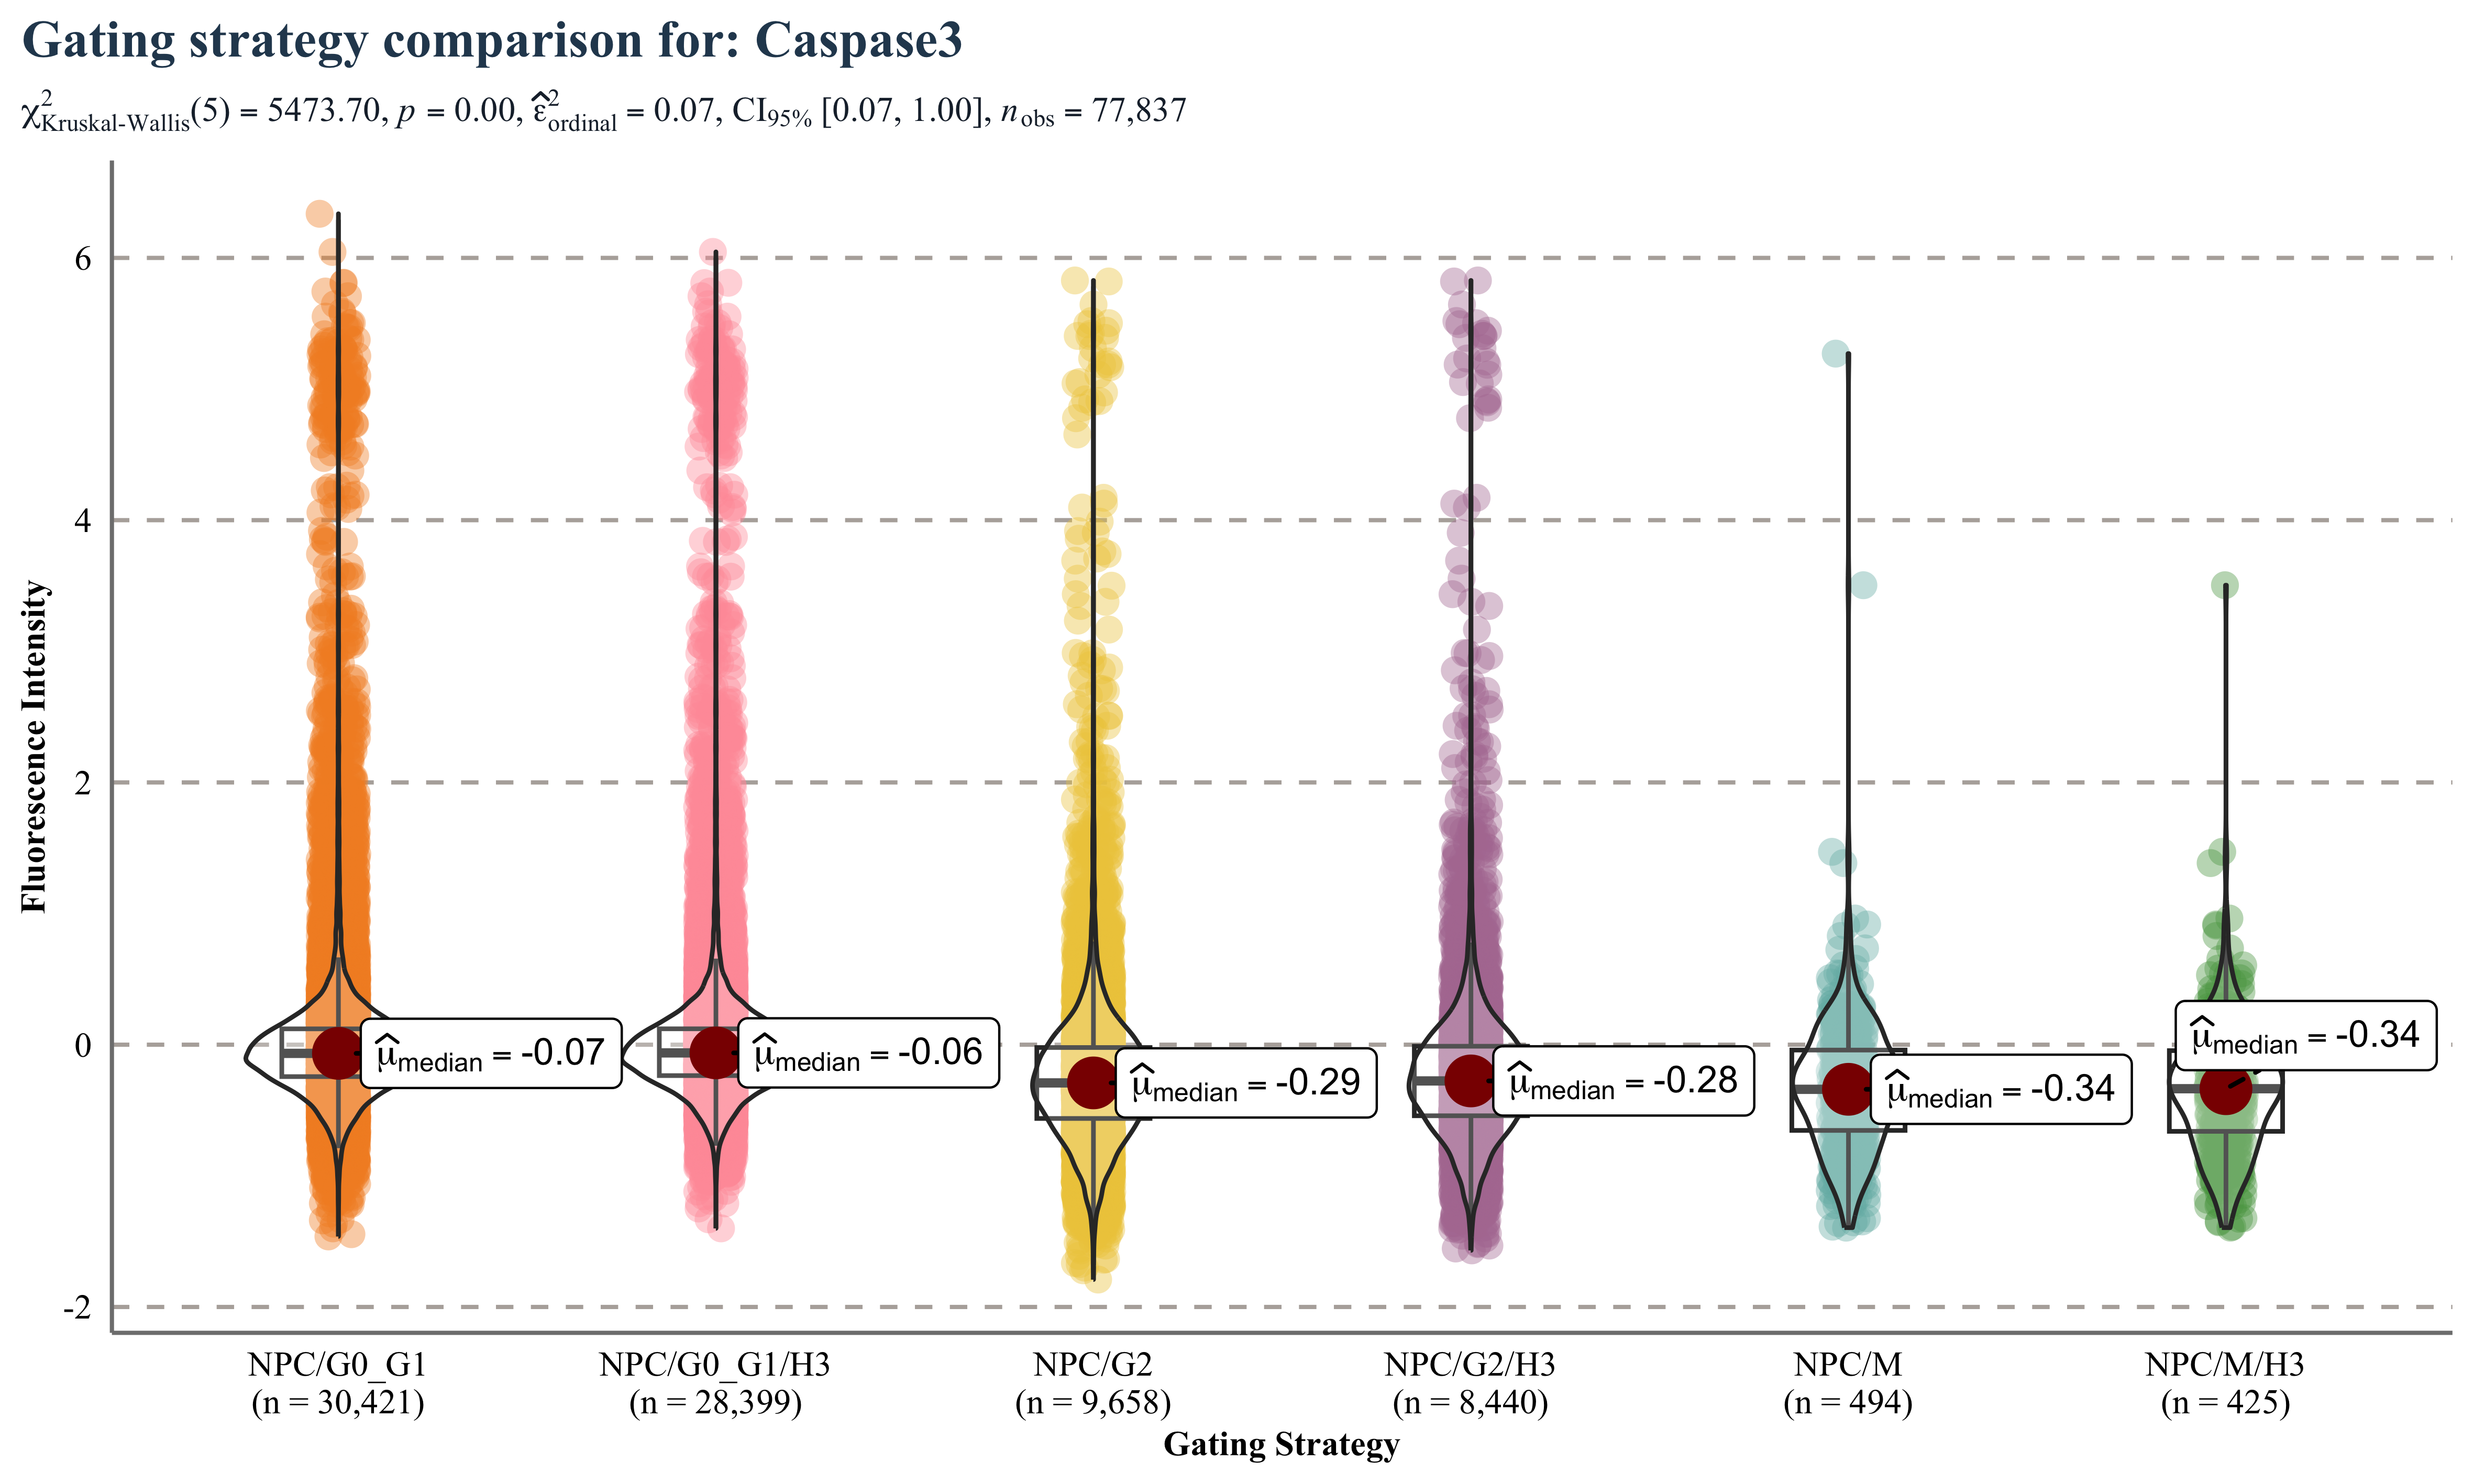 Gating strategy comparison for: Caspase3
χ²Kruskal-Wallis(5) = 5473.70, p = 0.00, ε̂²ordinal = 0.07, CI95% [0.07, 1.00], nobs = 77,837
Fluorescence Intensity
6
4
2
0
-2
μ̂median = -0.07
μ̂median = -0.06
μ̂median = -0.29
μ̂median = -0.28
μ̂median = -0.34
μ̂median = -0.34
NPC/G0_G1
(n = 30,421)
NPC/G0_G1/H3
(n = 28,399)
NPC/G2
(n = 9,658)
NPC/G2/H3
(n = 8,440)
NPC/M
(n = 494)
NPC/M/H3
(n = 425)
Gating Strategy